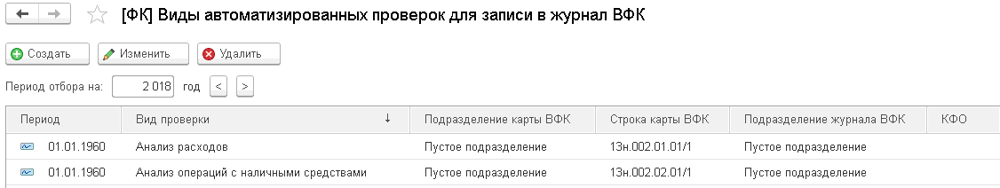 [ФК] Виды автоматизированных проверок для записи в журнал ВФК
Создать Изменить Удалить
Период отбора на: 2 018 год < >
Период Вид проверки ↓ Подразделение карты ВФК Строка карты ВФК Подразделение журнала ВФК КФО
01.01.1960 Анализ расходов Пустое подразделение 13н.002.01.01/1 Пустое подразделение
01.01.1960 Анализ операций с наличными средствами Пустое подразделение 13н.002.02.01/1 Пустое подразделение